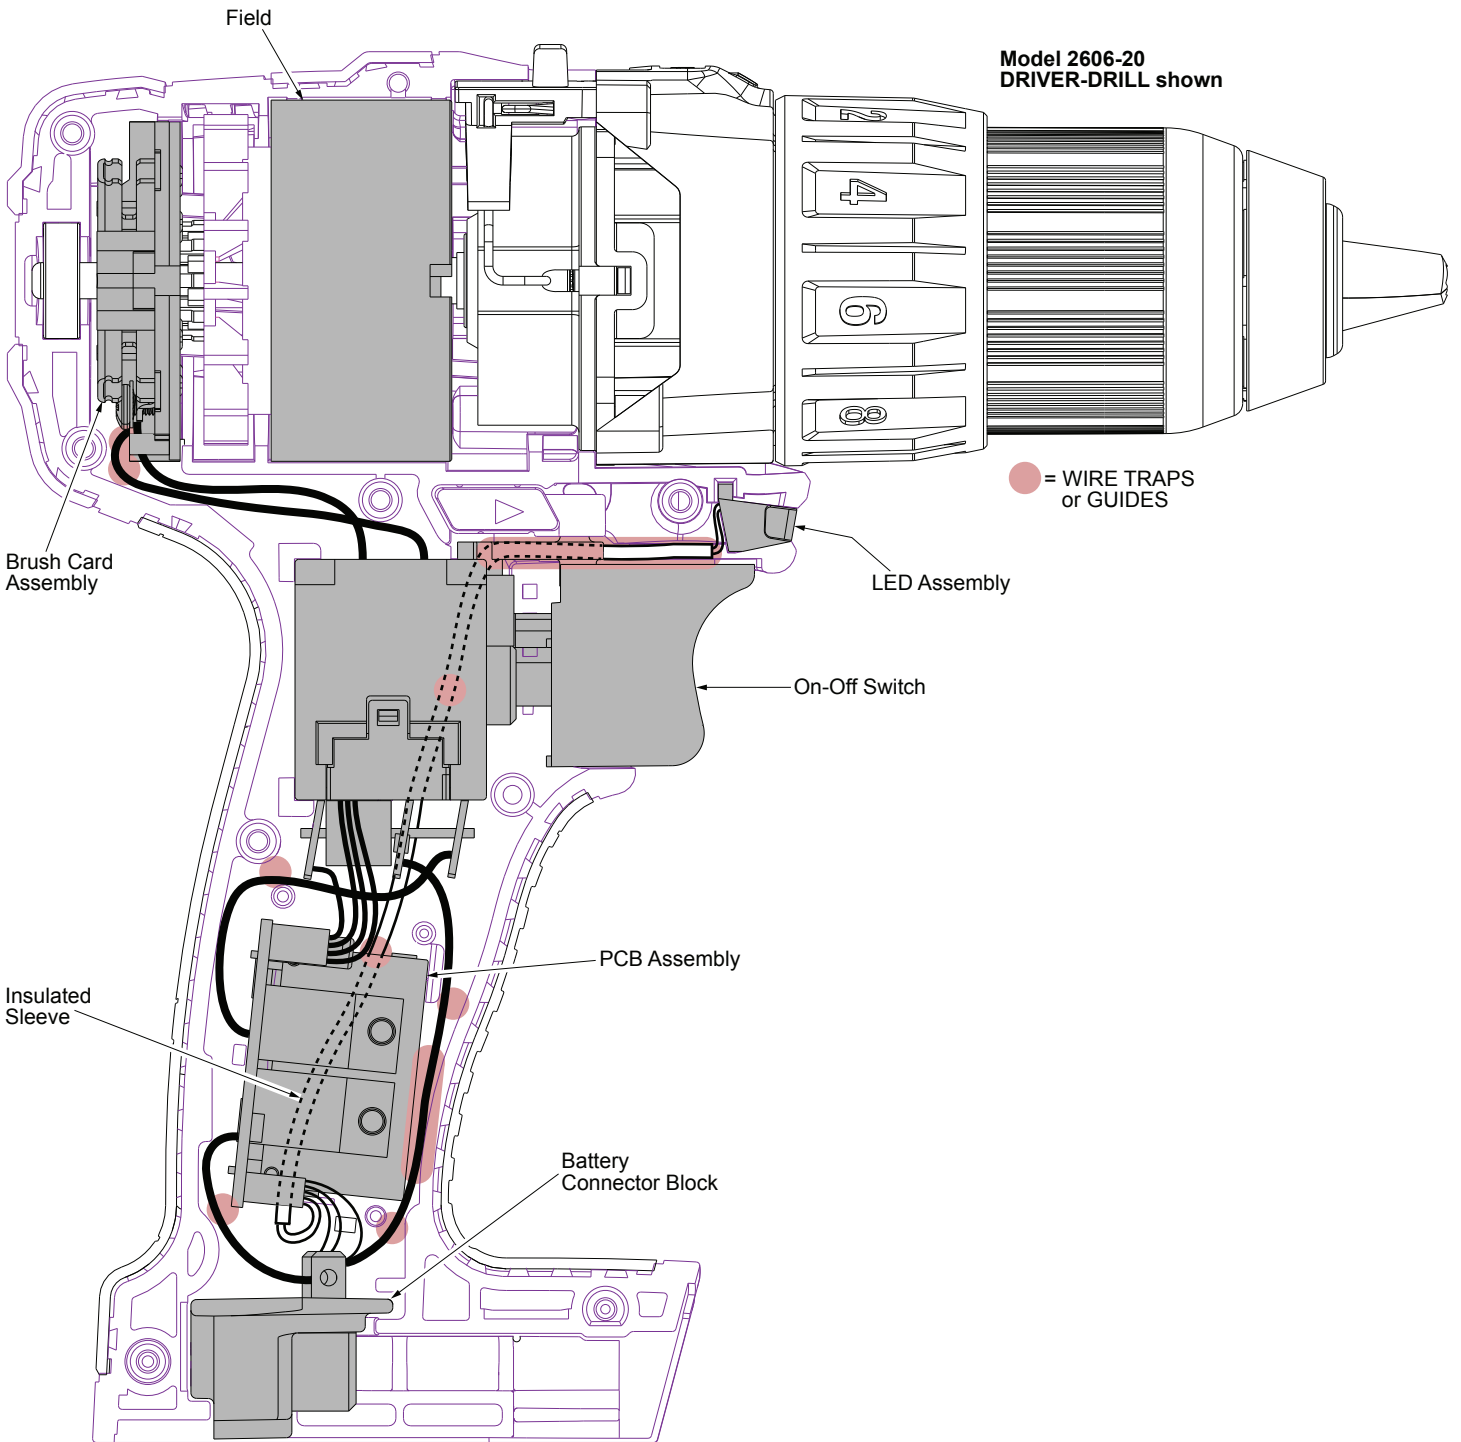 Field
Model 2606-20
DRIVER-DRILL shown
2
4
6
8
= WIRE TRAPS
or GUIDES
Brush Card
Assembly
LED Assembly
On-Off Switch
PCB Assembly
Insulated
Sleeve
Battery
Connector Block